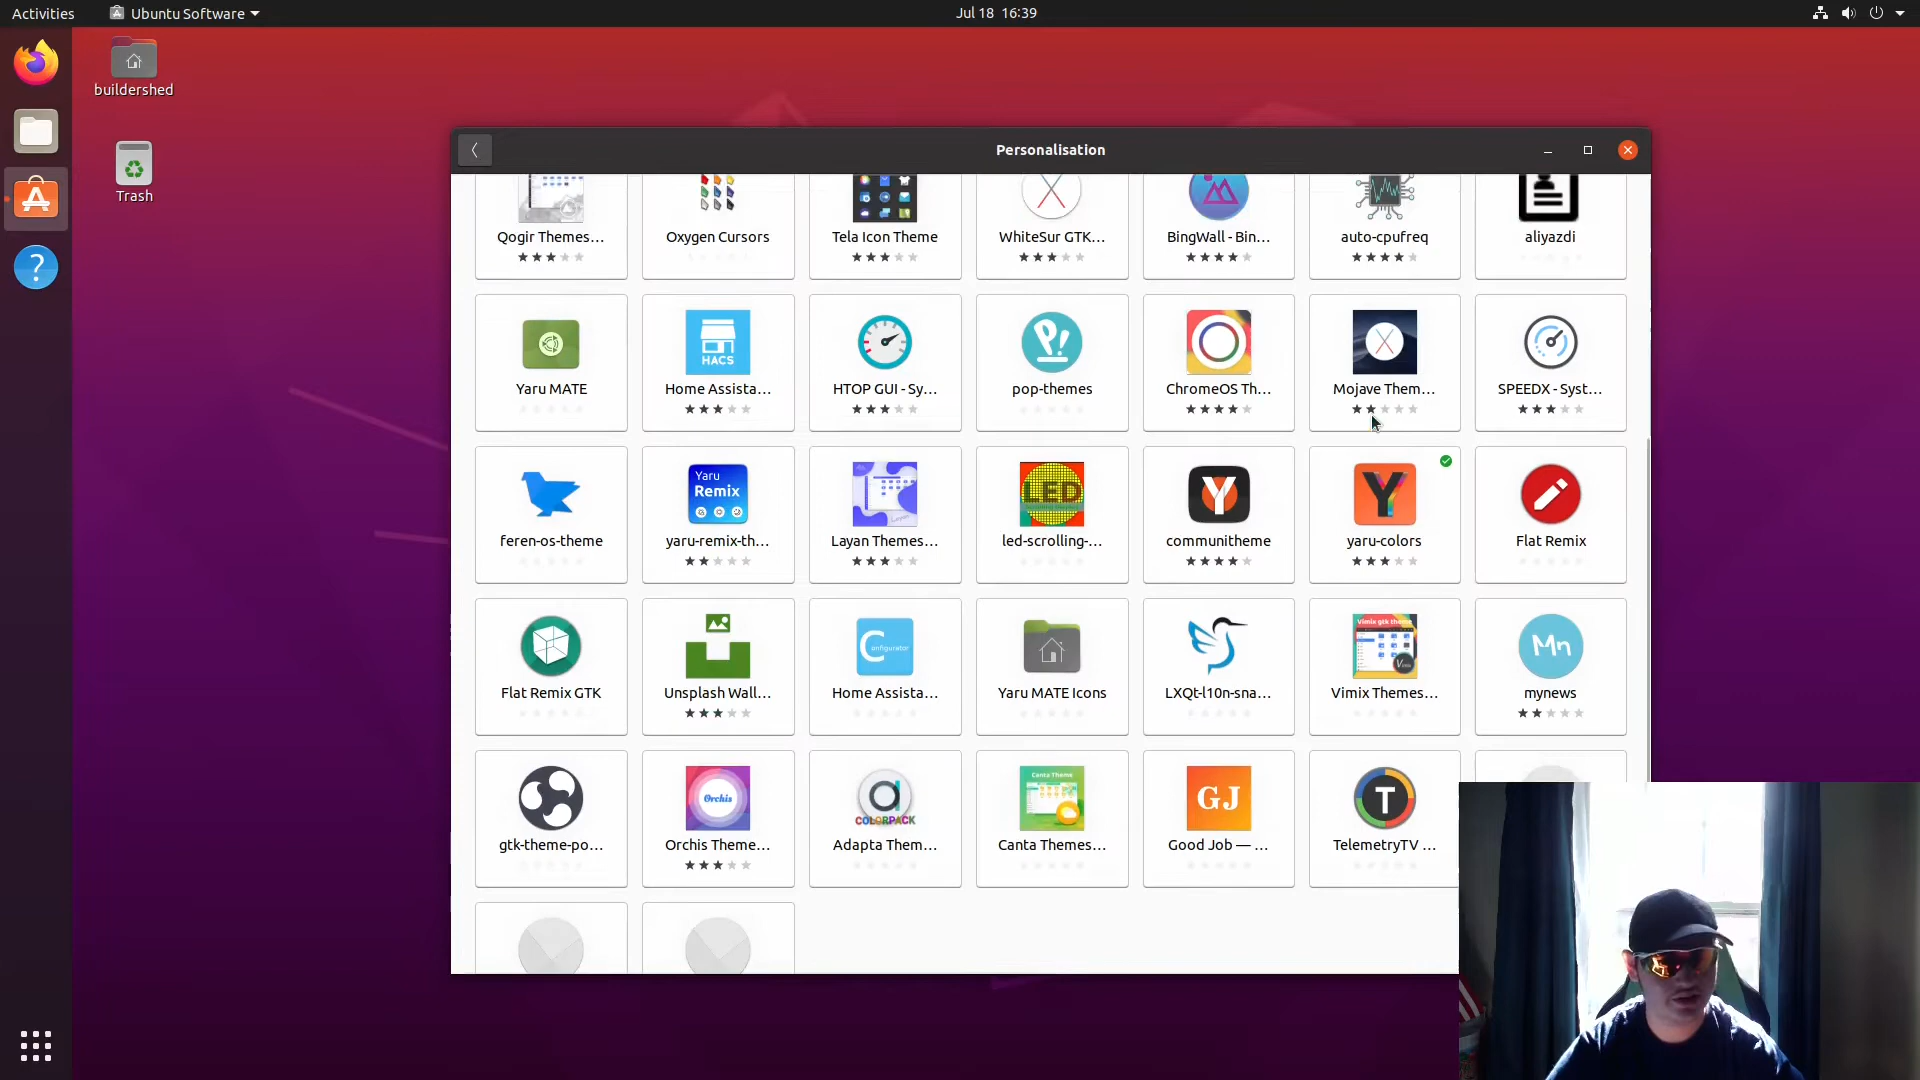 Activities
Ubuntu Software
Jul 18 16:39
buildershed
Trash
Personalisation
Qogir Themes...
Oxygen Cursors
Tela Icon Theme
WhiteSur GTK...
BingWall - Bin...
auto-cpufreq
aliyazdi
HACS
Yaru MATE
Home Assista...
HTOP GUI - Sy...
pop-themes
ChromeOS Th...
Mojave Them...
SPEEDX - Syst...
Yaru
Remix
LED
feren-os-theme
yaru-remix-th...
Layan Themes...
led-scrolling-...
communitheme
yaru-colors
Flat Remix
Configurator
Vimix gtk theme
Mn
Flat Remix GTK
Unsplash Wall...
Home Assista...
Yaru MATE Icons
LXQt-l10n-sna...
Vimix Themes...
mynews
Orchis
COLORPACK
Canta Theme
GJ
T
gtk-theme-po...
Orchis Theme...
Adapta Them...
Canta Themes...
Good Job — ...
TelemetryTV ...